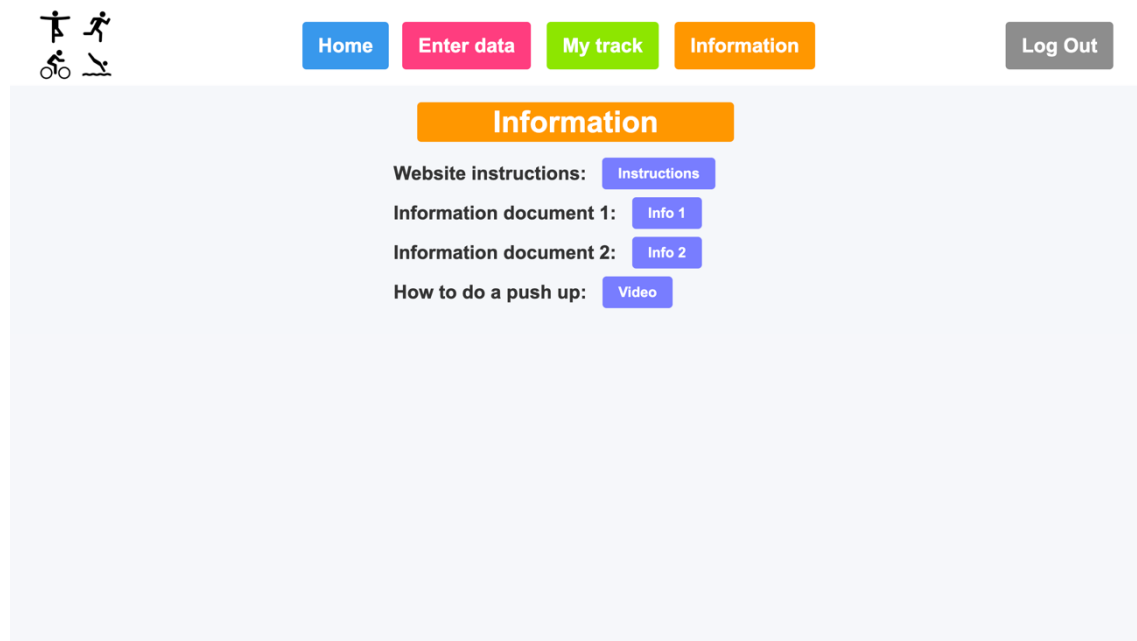 Home Enter data My track Information Log Out
Information
Website instructions: Instructions
Information document 1: Info 1
Information document 2: Info 2
How to do a push up: Video